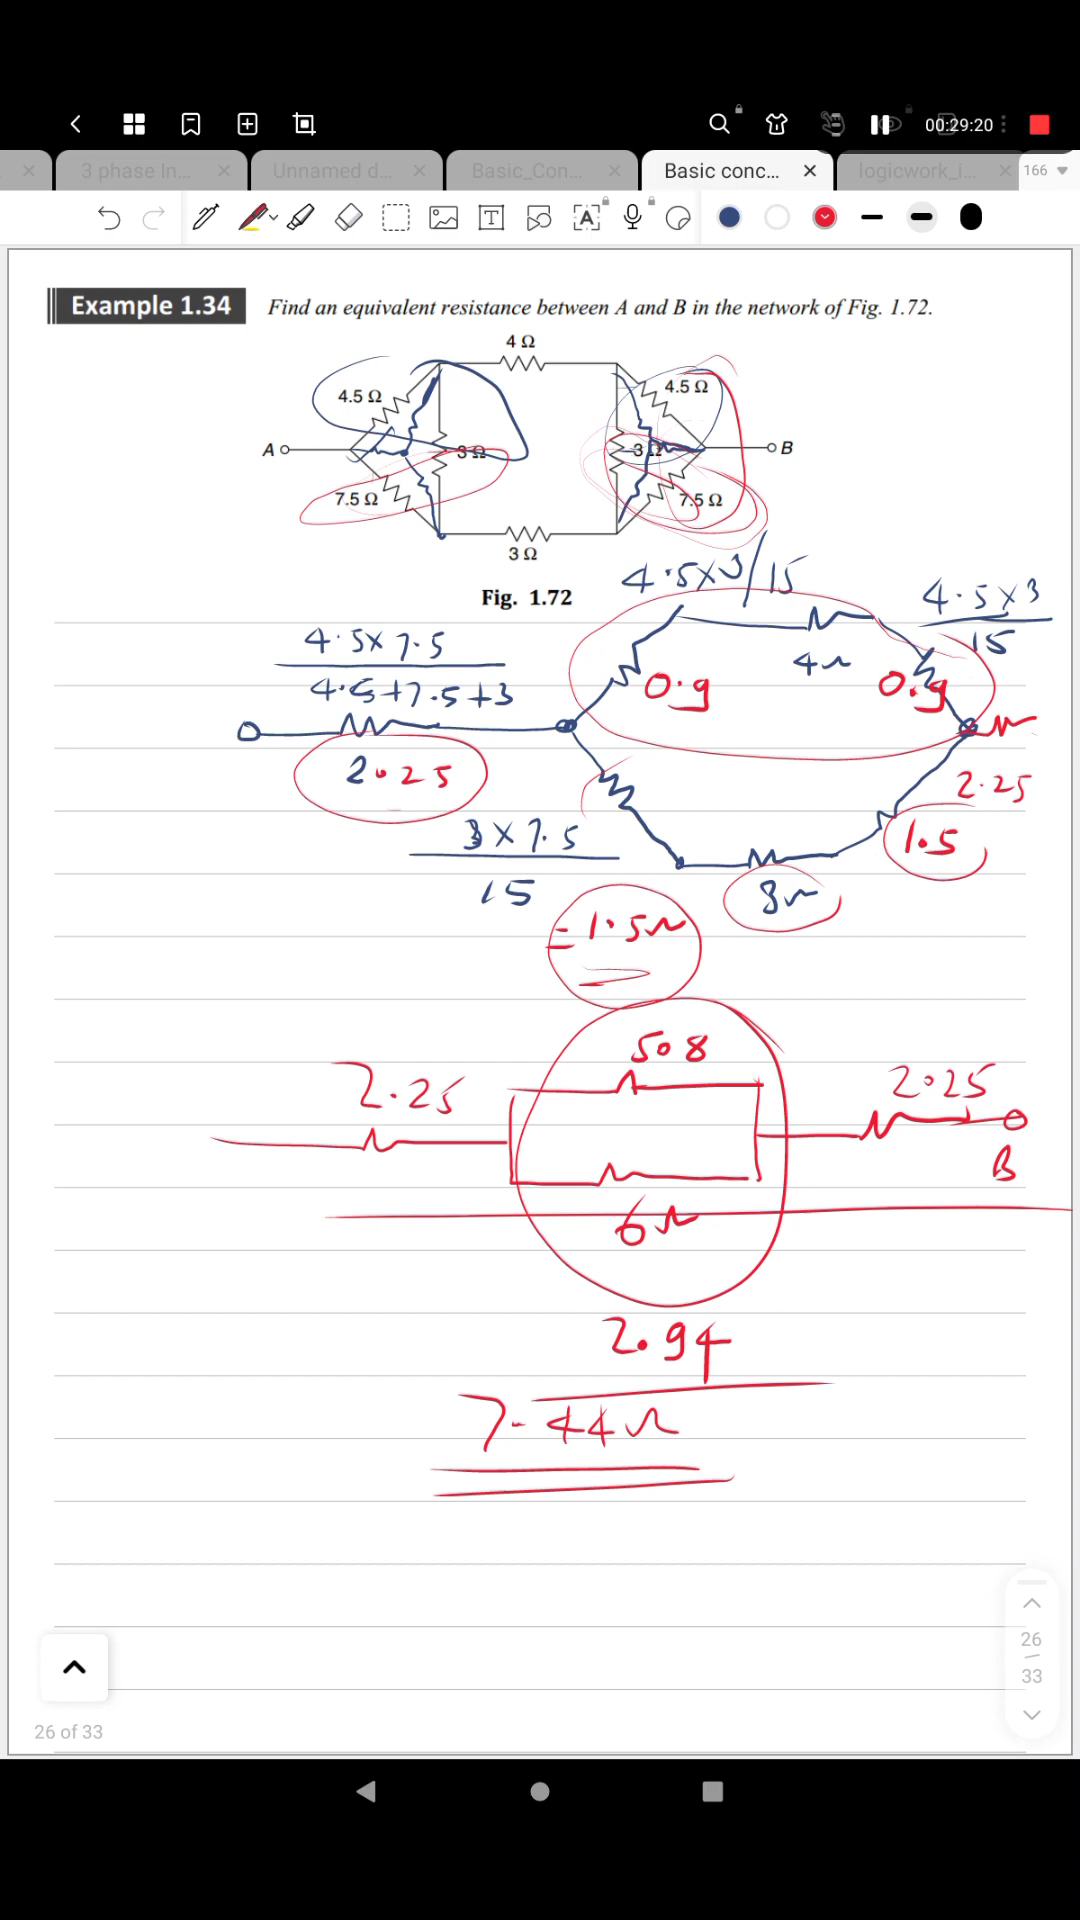 00:29:20
3 phase In...
Unnamed d...
Basic_Con...
Basic conc...
logicwork_i...
166
Example 1.34 Find an equivalent resistance between A and B in the network of Fig. 1.72.
4 Ω
4.5 Ω
4.5 Ω
A
3 Ω
3 Ω
B
7.5 Ω
7.5 Ω
3 Ω
Fig. 1.72
4.5×3/15
4.5×3
15
4.5×7.5
4.5+7.5+3
4Ω
0.9
0.9
2.25
2.25
3×7.5
15
1.5
3Ω
=1.5Ω
5.8
2.25
2.25
B
6Ω
2.94
7.44Ω
26
33
26 of 33